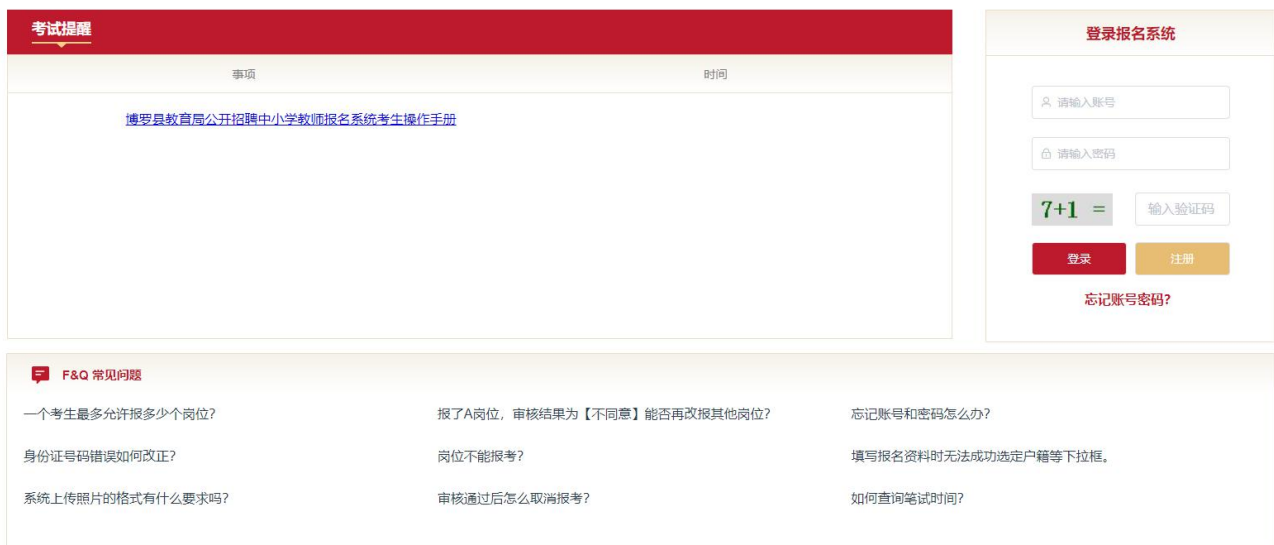 考试提醒
事项 时间
博罗县教育局公开招聘中小学教师报名系统考生操作手册
登录报名系统
请输入账号
请输入密码
7+1 = 输入验证码
登录 注册
忘记账号密码?
F&Q 常见问题
一个考生最多允许报多少个岗位? 报了A岗位，审核结果为【不同意】能否再改报其他岗位? 忘记账号和密码怎么办?
身份证号码错误如何改正? 岗位不能报考? 填写报名资料时无法成功选定户籍等下拉框。
系统上传照片的格式有什么要求吗? 审核通过后怎么取消报考? 如何查询笔试时间?